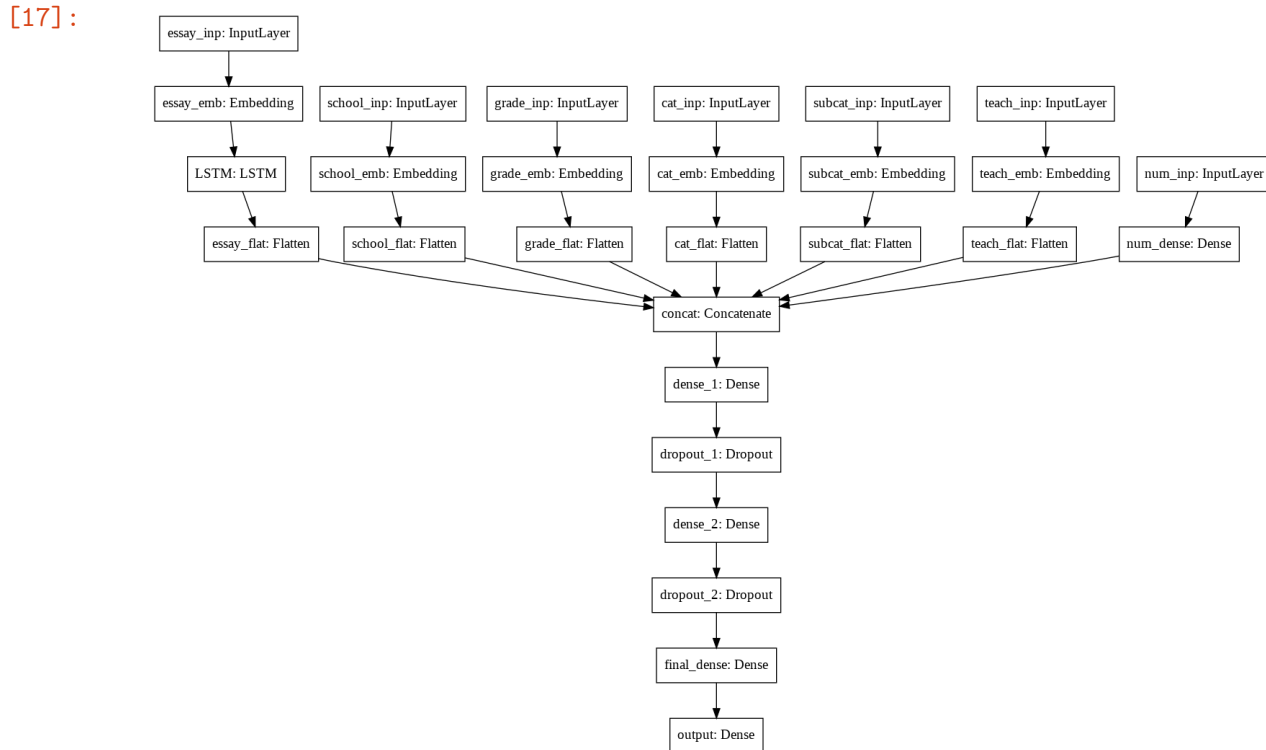 [17]:
essay_inp: InputLayer
essay_emb: Embedding
school_inp: InputLayer
grade_inp: InputLayer
cat_inp: InputLayer
subcat_inp: InputLayer
teach_inp: InputLayer
LSTM: LSTM
school_emb: Embedding
grade_emb: Embedding
cat_emb: Embedding
subcat_emb: Embedding
teach_emb: Embedding
num_inp: InputLayer
essay_flat: Flatten
school_flat: Flatten
grade_flat: Flatten
cat_flat: Flatten
subcat_flat: Flatten
teach_flat: Flatten
num_dense: Dense
concat: Concatenate
dense_1: Dense
dropout_1: Dropout
dense_2: Dense
dropout_2: Dropout
final_dense: Dense
output: Dense